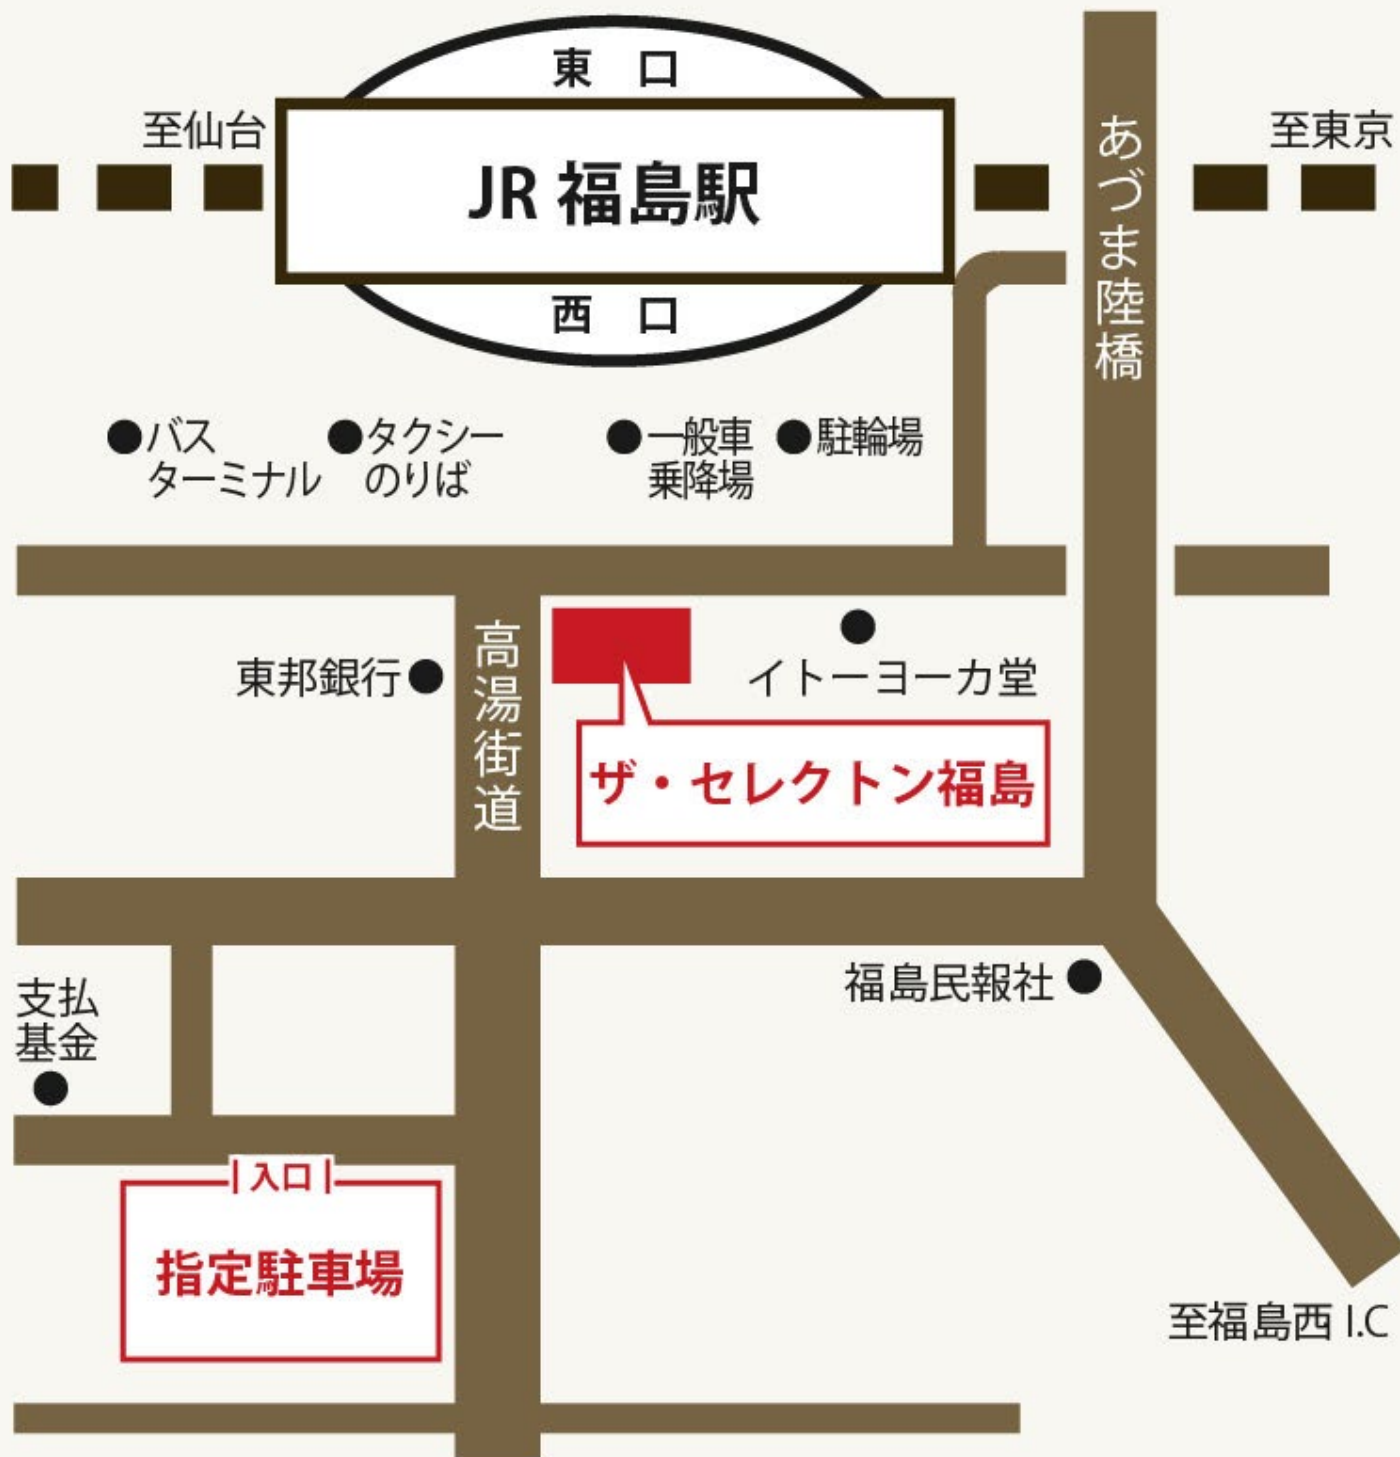 東 口
至仙台
JR 福島駅
至東京
あづま陸橋
西 口
バス
ターミナル
タクシー
のりば
一般車
乗降場
駐輪場
高湯街道
東邦銀行
イトーヨーカ堂
ザ・セレクトン福島
支払
基金
福島民報社
入口
指定駐車場
至福島西 I.C